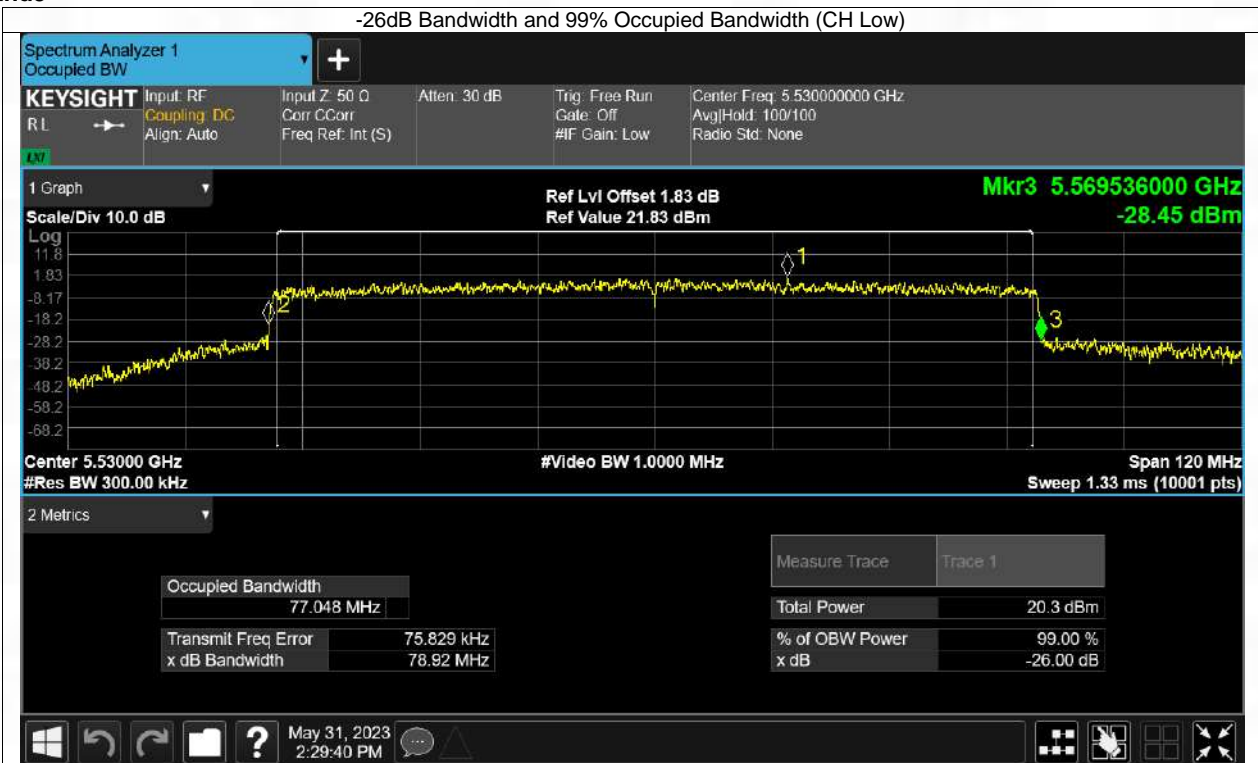 -26dB Bandwidth and 99% Occupied Bandwidth (CH Low)
Spectrum Analyzer 1
Occupied BW
+
KEYSIGHT Input: RF Input Z: 50 Ω Atten: 30 dB Trig: Free Run Center Freq: 5.530000000 GHz
RL Coupling: DC Corr CCorr Gate: Off Avg|Hold: 100/100
Align: Auto Freq Ref: Int (S) #IF Gain: Low Radio Std: None
LXI
1 Graph Ref Lvl Offset 1.83 dB Mkr3 5.569536000 GHz
Scale/Div 10.0 dB Ref Value 21.83 dBm -28.45 dBm
Log
11.8
1.83
-8.17
-18.2
-28.2
-38.2
-48.2
-58.2
-68.2
1
2
3
Center 5.53000 GHz #Video BW 1.0000 MHz Span 120 MHz
#Res BW 300.00 kHz Sweep 1.33 ms (10001 pts)
2 Metrics
Measure Trace Trace 1
Occupied Bandwidth
77.048 MHz Total Power 20.3 dBm
Transmit Freq Error 75.829 kHz % of OBW Power 99.00 %
x dB Bandwidth 78.92 MHz x dB -26.00 dB
? May 31, 2023
2:29:40 PM